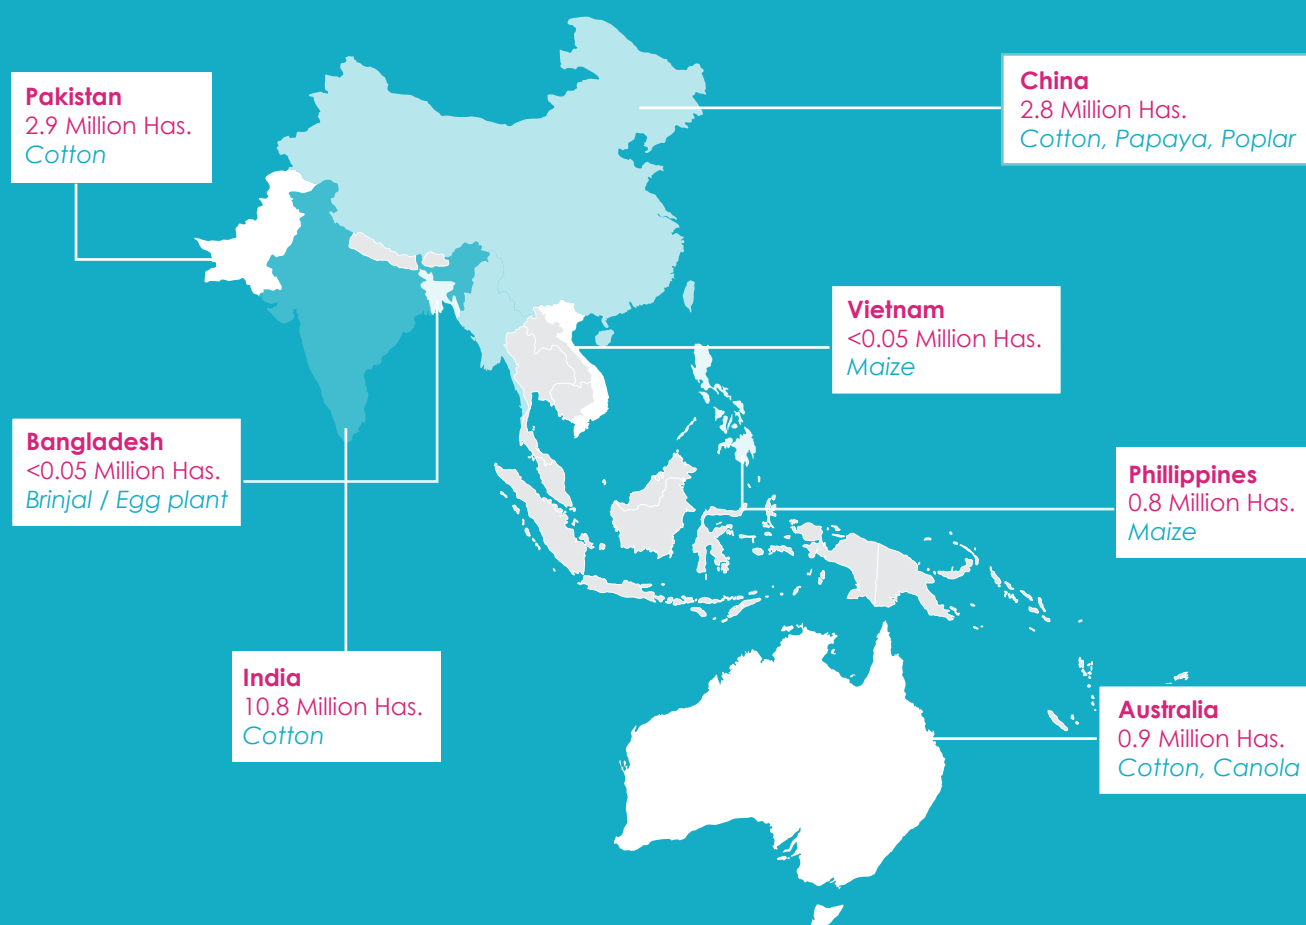 Pakistan
2.9 Million Has.
Cotton
China
2.8 Million Has.
Cotton, Papaya, Poplar
Vietnam
<0.05 Million Has.
Maize
Bangladesh
<0.05 Million Has.
Brinjal / Egg plant
Phillippines
0.8 Million Has.
Maize
India
10.8 Million Has.
Cotton
Australia
0.9 Million Has.
Cotton, Canola